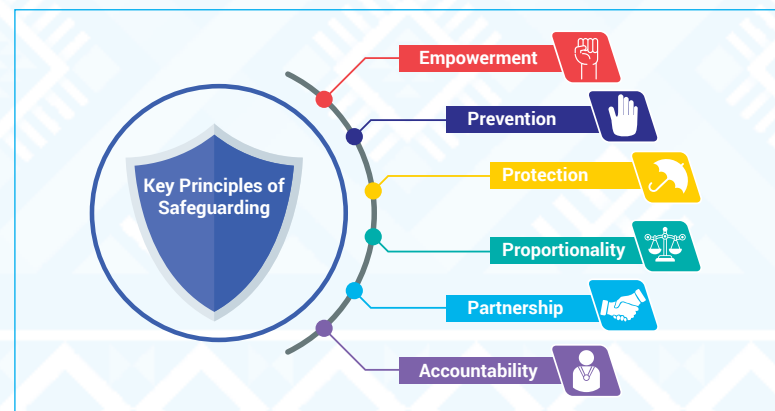 Key Principles of
Safeguarding
Empowerment
Prevention
Protection
Proportionality
Partnership
Accountability